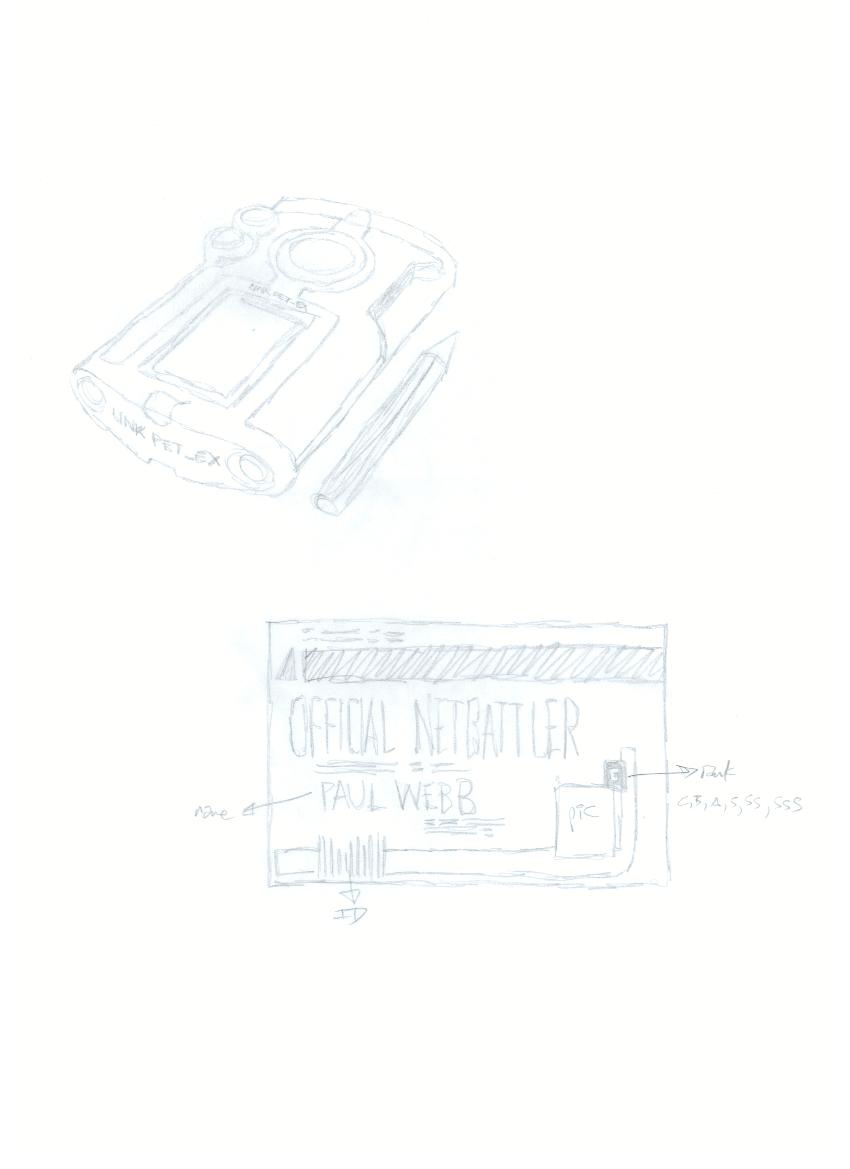 LINK PET_EX
LINK PET_EX
OFFICIAL NETBATTLER
PAUL WEBB
name
pic
E
Rank
C, B, A, S, SS, SSS
ID